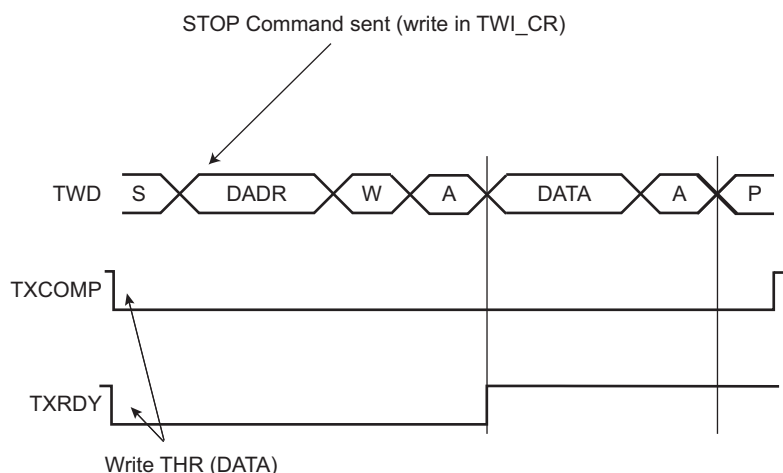 STOP Command sent (write in TWI_CR)
TWD S DADR W A DATA A P
TXCOMP
TXRDY
Write THR (DATA)